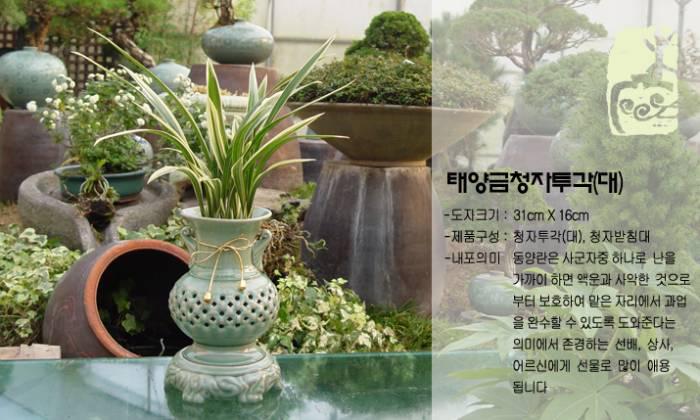 태양금청자투각(대)
-도자크기 : 31cm X 16cm
-제품구성 : 청자투각(대), 청자받침대
-내포의미 동양란은 사군자중 하나로 난을
가까이 하면 액운과 사악한 것으로
부터 보호하여 맡은 자리에서 과업
을 완수할 수 있도록 도와준다는
의미에서 존경하는 선배, 상사,
어르신에게 선물로 많이 애용
됩니다